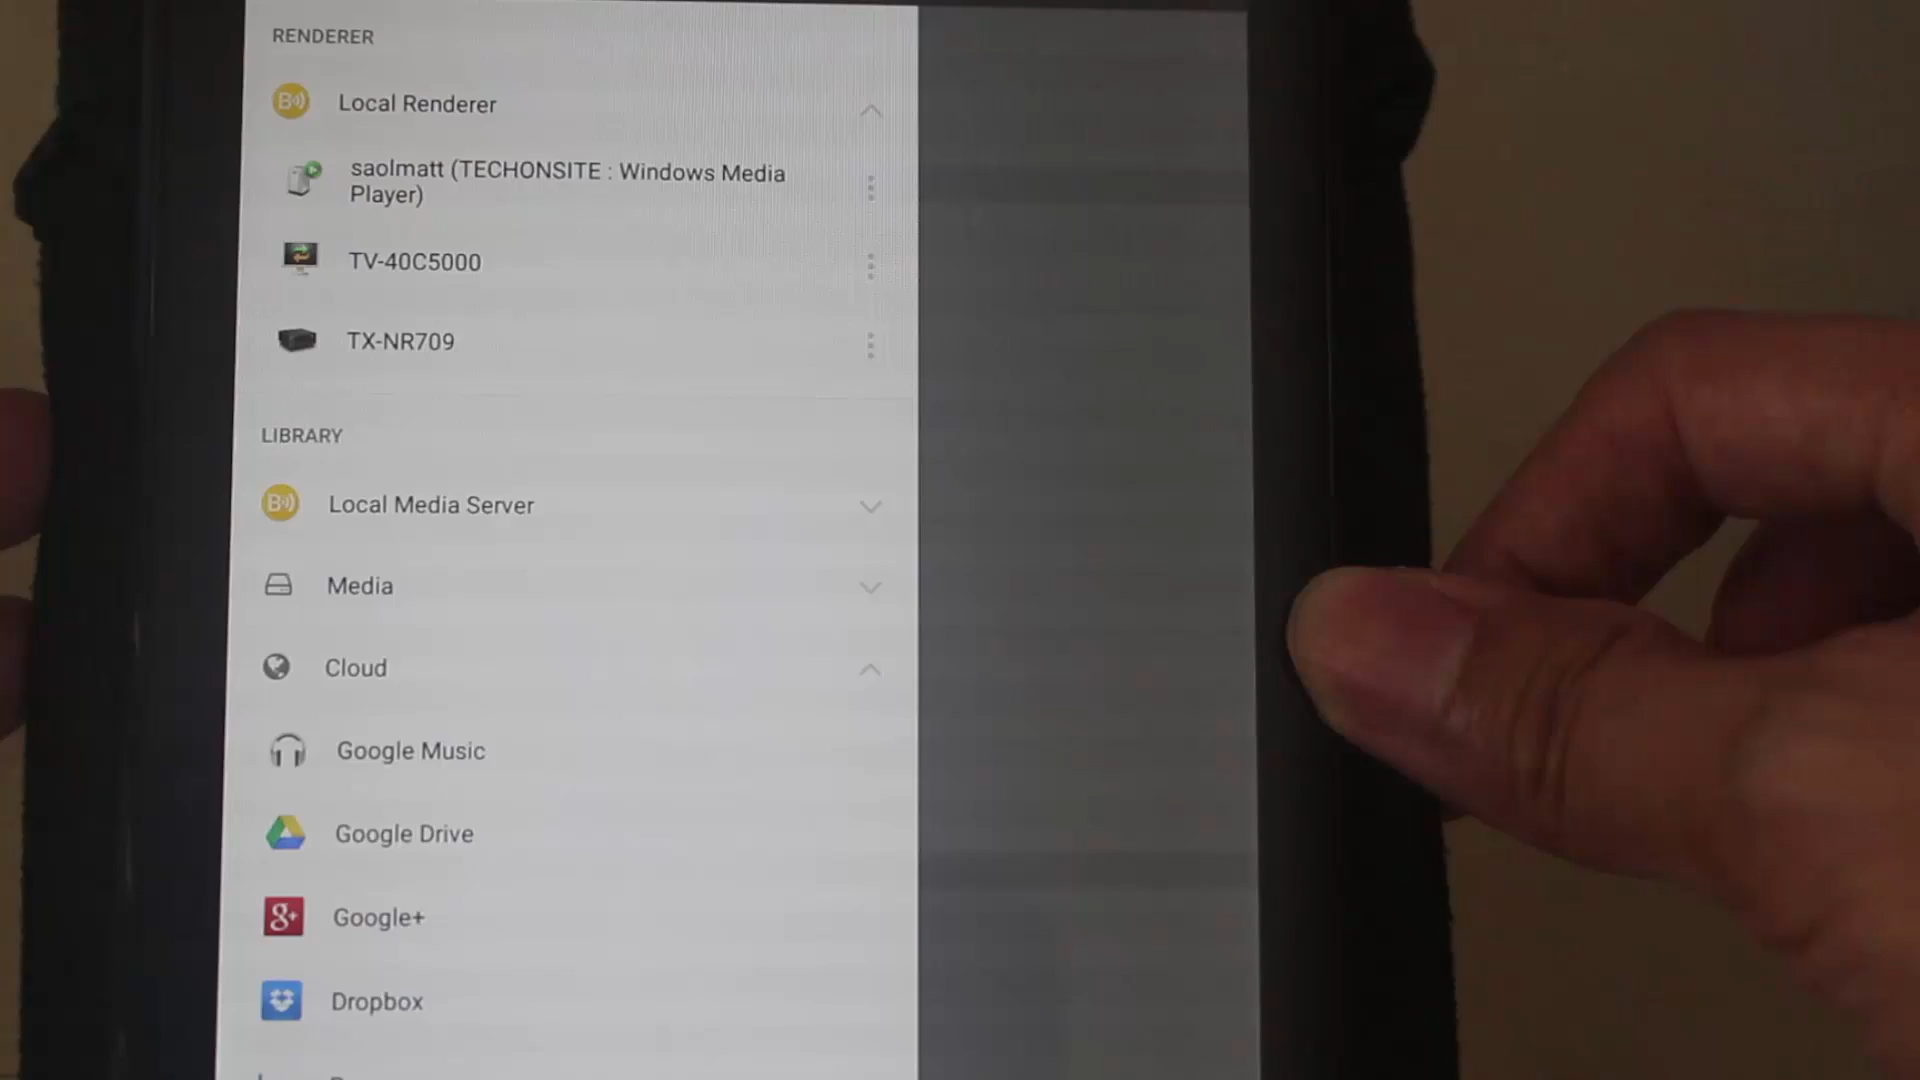 RENDERER
Local Renderer
saolmatt (TECHONSITE : Windows Media
Player)
TV-40C5000
TX-NR709
LIBRARY
Local Media Server
Media
Cloud
Google Music
Google Drive
Google+
Dropbox